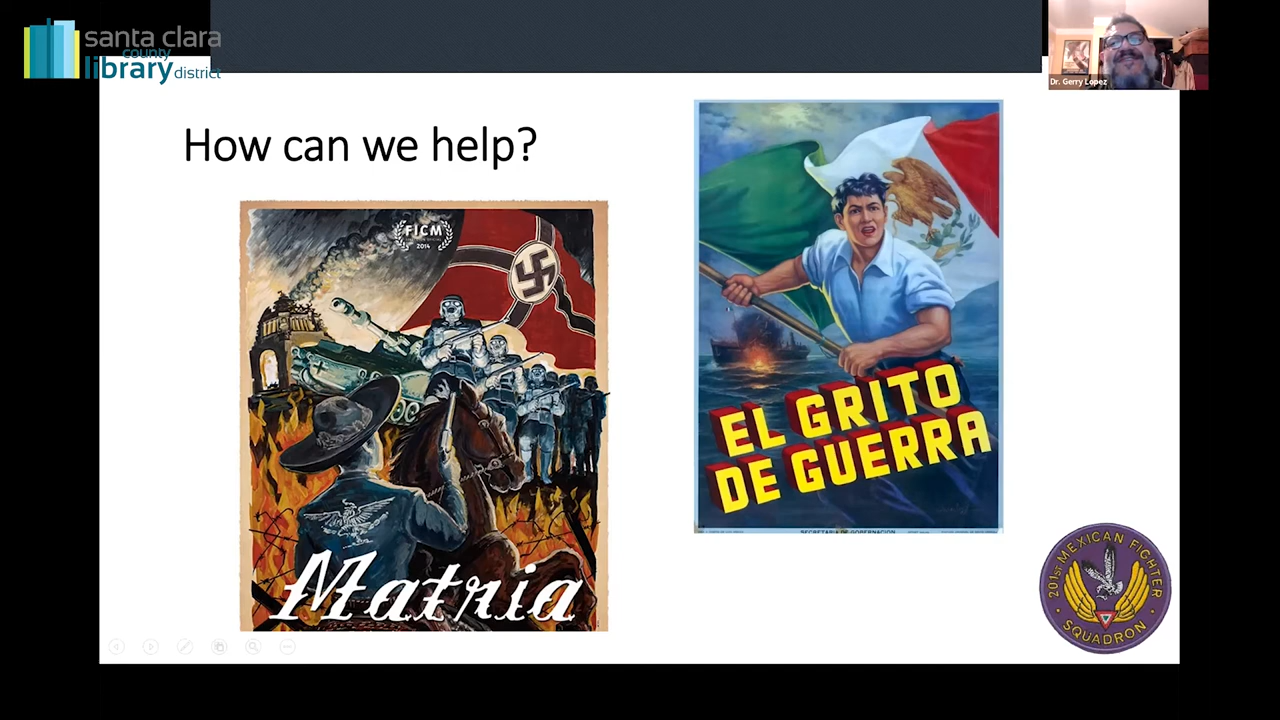 santa clara
county
library district
Dr. Gerry Lopez
How can we help?
FICM
2014
Matria
EL GRITO
DE GUERRA
SECRETARIA DE GOBERNACION
201ST MEXICAN FIGHTER
SQUADRON